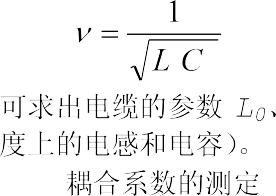 ν = 1 / √(L C)
可求出电缆的参数 L0、
度上的电感和电容)。
耦合系数的测定